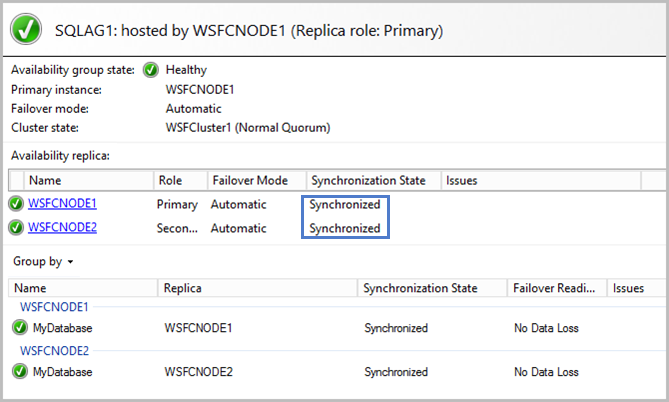 SQLAG1: hosted by WSFCNODE1 (Replica role: Primary)
Availability group state: Healthy
Primary instance: WSFCNODE1
Failover mode: Automatic
Cluster state: WSFCluster1 (Normal Quorum)
Availability replica:
Name Role Failover Mode Synchronization State Issues
WSFCNODE1 Primary Automatic Synchronized
WSFCNODE2 Secon... Automatic Synchronized
Group by
Name Replica Synchronization State Failover Readi... Issues
WSFCNODE1
MyDatabase WSFCNODE1 Synchronized No Data Loss
WSFCNODE2
MyDatabase WSFCNODE2 Synchronized No Data Loss